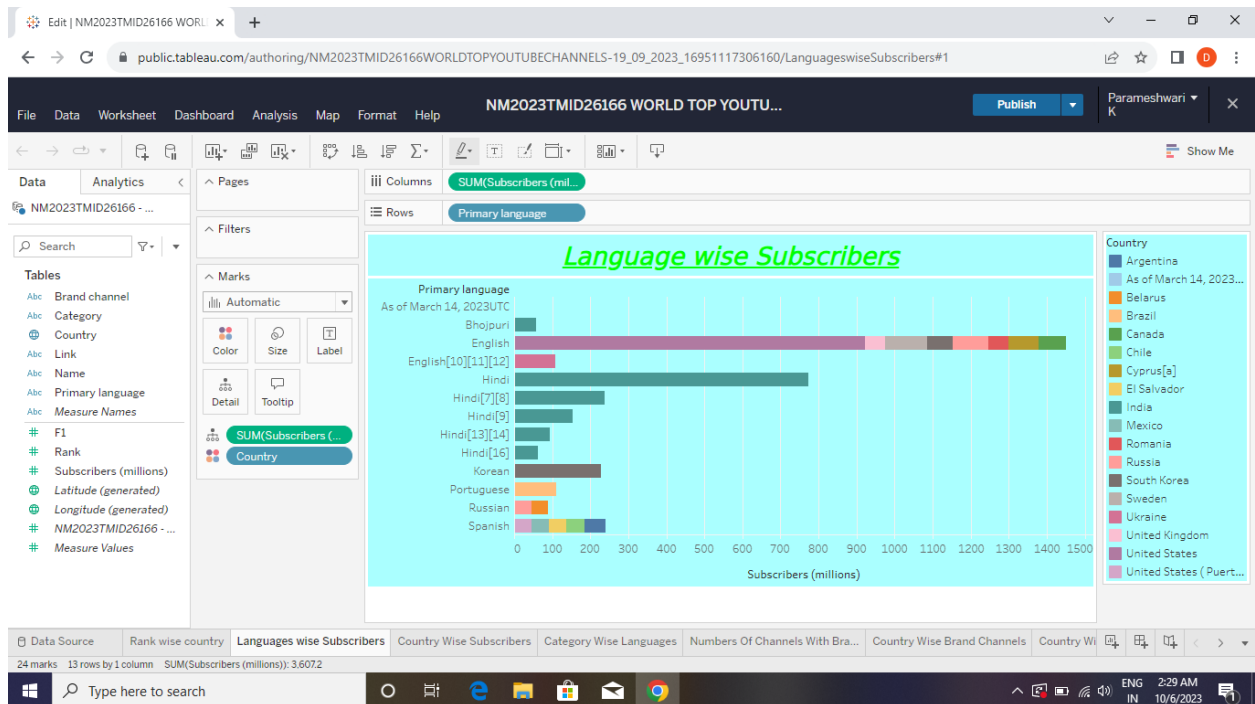 Edit | NM2023TMID26166 WORL
public.tableau.com/authoring/NM2023TMID26166WORLDTOPYOUTUBECHANNELS-19_09_2023_16951117306160/LanguageswiseSubscribers#1
D
File Data Worksheet Dashboard Analysis Map Format Help
NM2023TMID26166 WORLD TOP YOUTU...
Publish
Parameshwari
K
Show Me
Data Analytics
NM2023TMID26166 - ...
Search
Tables
Abc Brand channel
Abc Category
Country
Abc Link
Abc Name
Abc Primary language
Abc Measure Names
# F1
# Rank
# Subscribers (millions)
Latitude (generated)
Longitude (generated)
# NM2023TMID26166 - ...
# Measure Values
Pages
Filters
Marks
Automatic
Color Size Label
Detail Tooltip
SUM(Subscribers (...
Country
Columns SUM(Subscribers (mil...
Rows Primary language
Language wise Subscribers
Primary language
As of March 14, 2023UTC
Bhojpuri
English
English[10][11][12]
Hindi
Hindi[7][8]
Hindi[9]
Hindi[13][14]
Hindi[16]
Korean
Portuguese
Russian
Spanish
0 100 200 300 400 500 600 700 800 900 1000 1100 1200 1300 1400 1500
Subscribers (millions)
Country
Argentina
As of March 14, 2023...
Belarus
Brazil
Canada
Chile
Cyprus[a]
El Salvador
India
Mexico
Romania
Russia
South Korea
Sweden
Ukraine
United Kingdom
United States
United States ( Puert...
Data Source Rank wise country Languages wise Subscribers Country Wise Subscribers Category Wise Languages Numbers Of Channels With Bra... Country Wise Brand Channels Country Wi
24 marks 13 rows by 1 column SUM(Subscribers (millions)): 3,607.2
Type here to search
ENG 2:29 AM
IN 10/6/2023
1